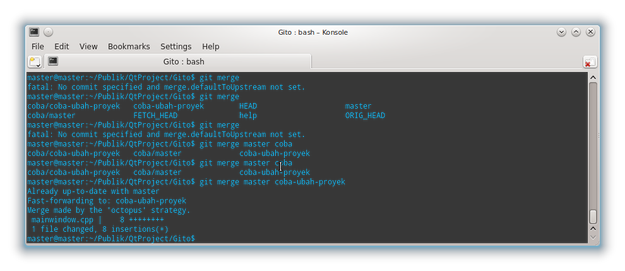 Gito : bash – Konsole
File Edit View Bookmarks Settings Help
Gito : bash
master@master:~/Publik/QtProject/Gito$ git merge
fatal: No commit specified and merge.defaultToUpstream not set.
master@master:~/Publik/QtProject/Gito$ git merge
coba/coba-ubah-proyek coba-ubah-proyek HEAD master
coba/master FETCH_HEAD help ORIG_HEAD
master@master:~/Publik/QtProject/Gito$ git merge
fatal: No commit specified and merge.defaultToUpstream not set.
master@master:~/Publik/QtProject/Gito$ git merge master coba
coba/coba-ubah-proyek coba/master coba-ubah-proyek
master@master:~/Publik/QtProject/Gito$ git merge master coba
coba/coba-ubah-proyek coba/master coba-ubah-proyek
master@master:~/Publik/QtProject/Gito$ git merge master coba-ubah-proyek
Already up-to-date with master
Fast-forwarding to: coba-ubah-proyek
Merge made by the 'octopus' strategy.
mainwindow.cpp | 8 ++++++++
1 file changed, 8 insertions(+)
master@master:~/Publik/QtProject/Gito$